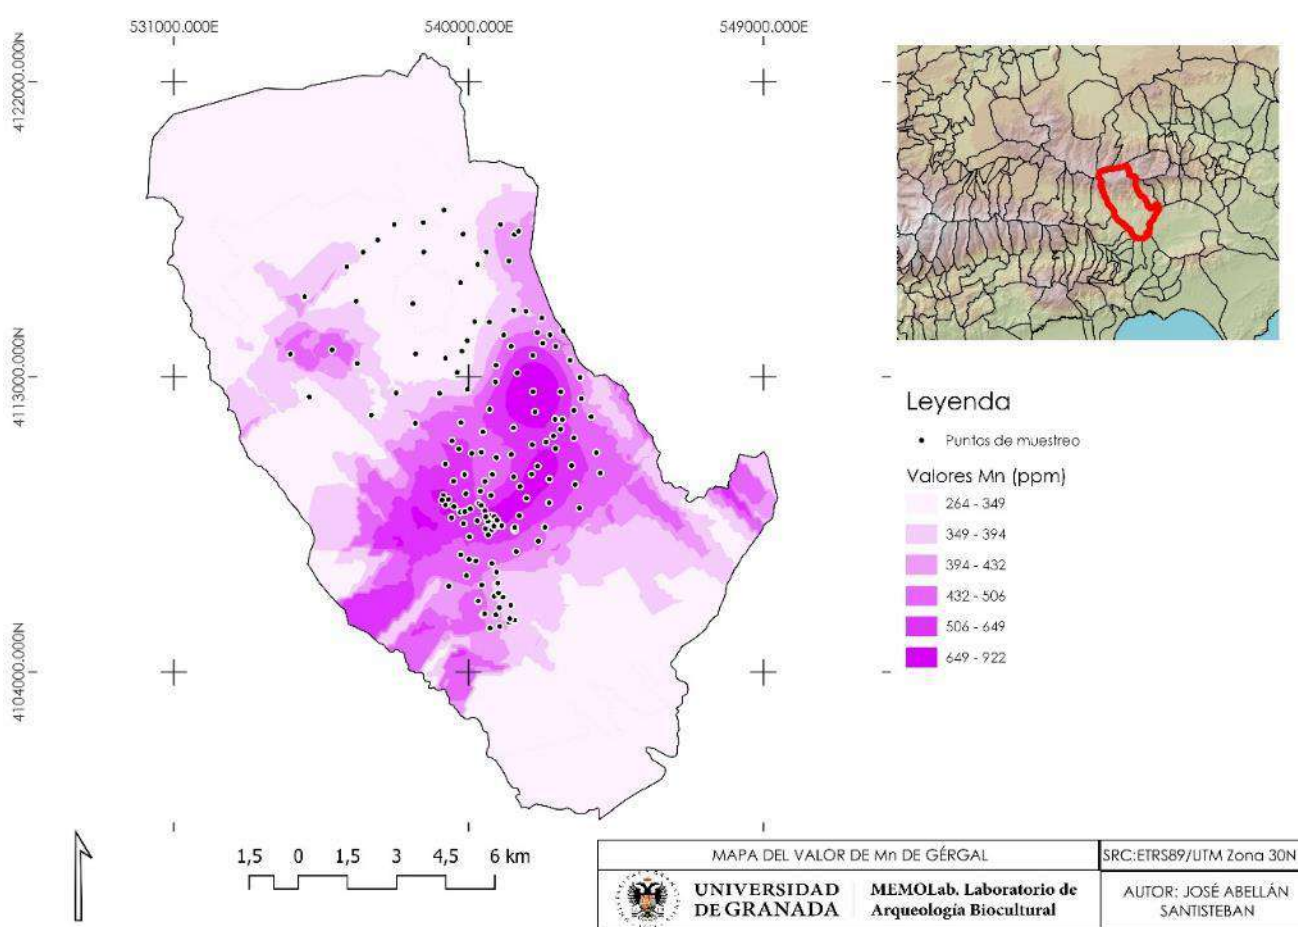 531000.000E
540000.000E
549000.000E
4122000.000N
4113000.000N
4104000.000N
Leyenda
Puntos de muestreo
Valores Mn (ppm)
264 - 349
349 - 394
394 - 432
432 - 506
506 - 649
649 - 922
1,5 0 1,5 3 4,5 6 km
MAPA DEL VALOR DE Mn DE GÉRGAL
SRC:ETRS89/UTM Zona 30N
UNIVERSIDAD
DE GRANADA
MEMOLab. Laboratorio de
Arqueología Biocultural
AUTOR: JOSÉ ABELLÁN
SANTISTEBAN